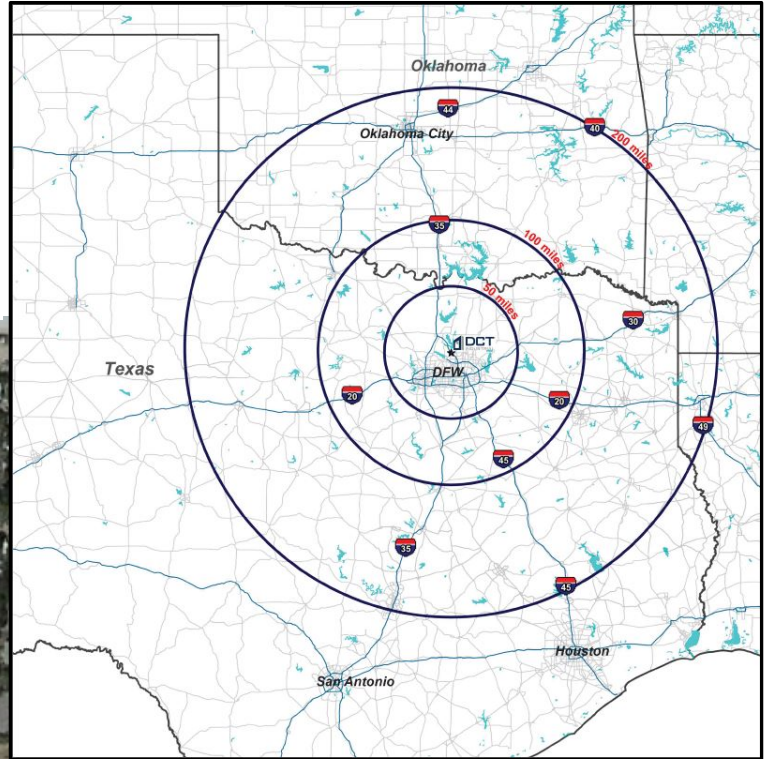 Oklahoma
44
Oklahoma City
40
200 miles
35
100 miles
50 miles
30
DCT
Texas
DFW
20
20
49
45
35
45
Houston
San Antonio